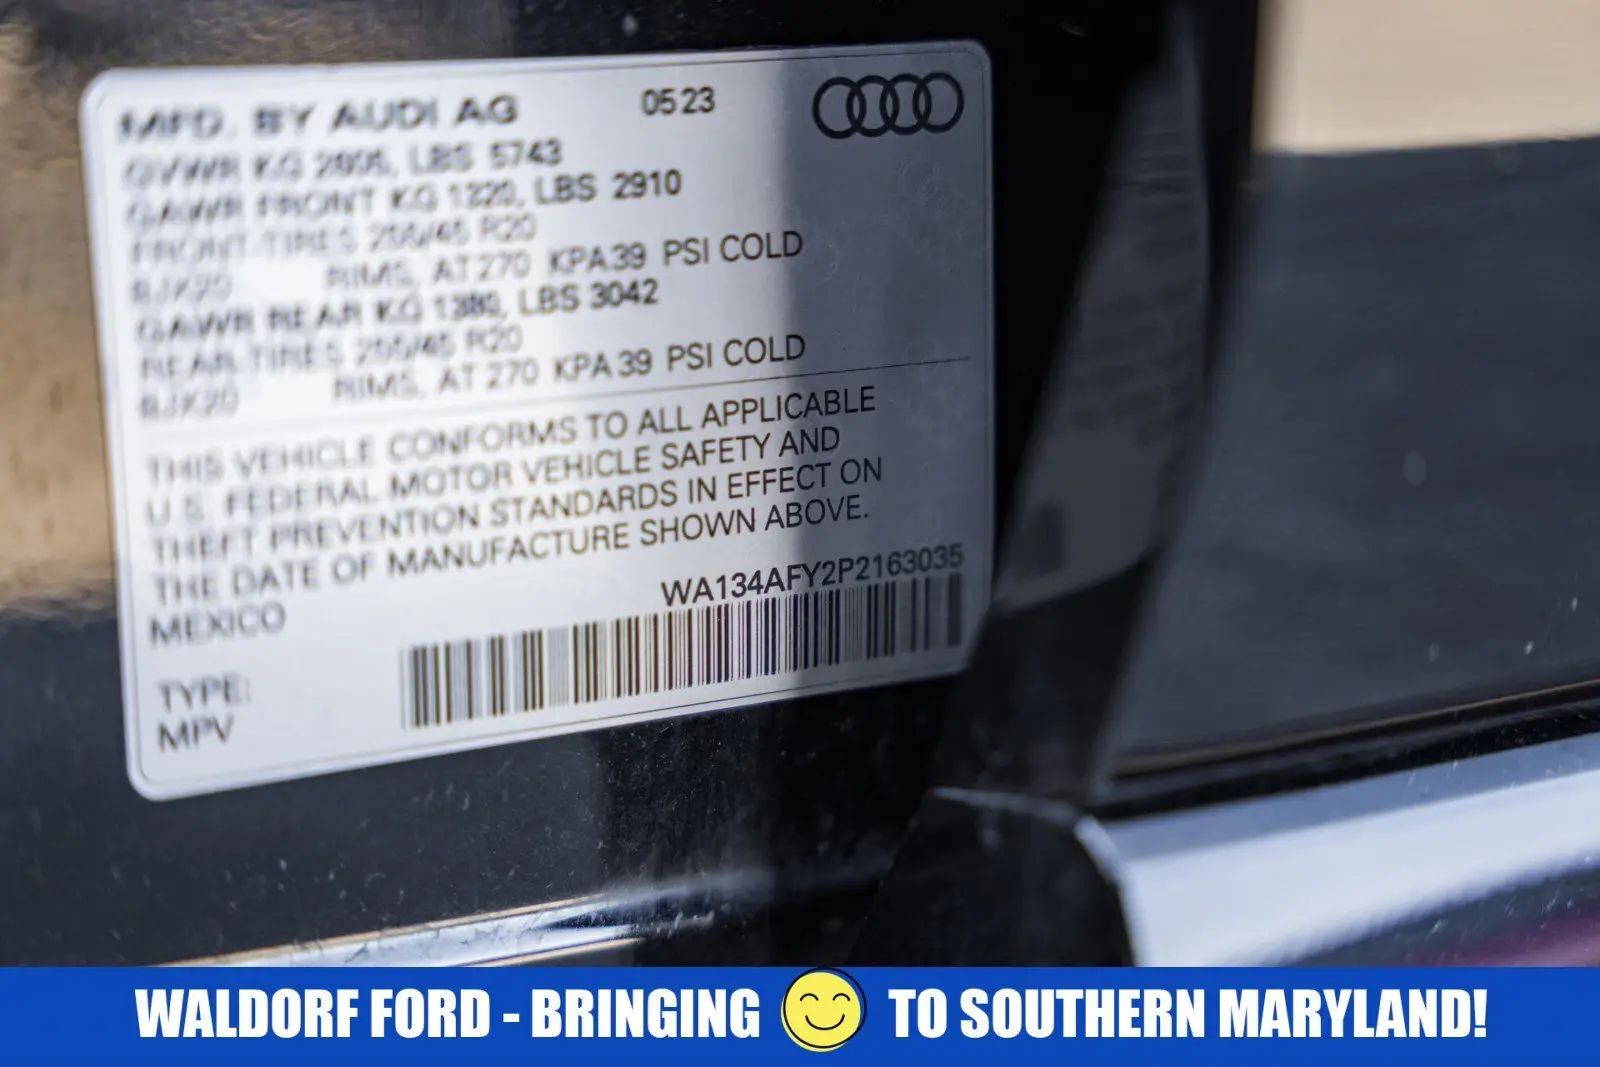 MFD. BY AUDI AG 05 23
GVWR KG 2605, LBS 5743
GAWR FRONT KG 1320, LBS 2910
FRONT-TIRES 255/45 R20
8JX20 RIMS, AT 270 KPA 39 PSI COLD
GAWR REAR KG 1380, LBS 3042
REAR-TIRES 255/45 R20
8JX20 RIMS, AT 270 KPA 39 PSI COLD
THIS VEHICLE CONFORMS TO ALL APPLICABLE
U.S. FEDERAL MOTOR VEHICLE SAFETY AND
THEFT PREVENTION STANDARDS IN EFFECT ON
THE DATE OF MANUFACTURE SHOWN ABOVE.
MEXICO WA134AFY2P2163035
TYPE:
MPV
WALDORF FORD - BRINGING TO SOUTHERN MARYLAND!